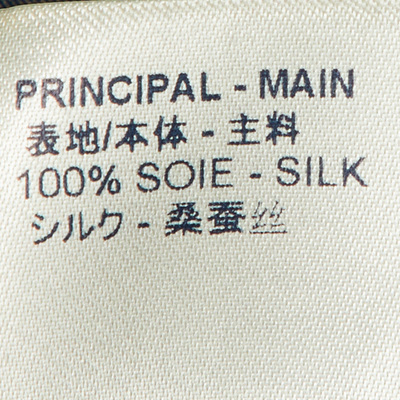 PRINCIPAL - MAIN
表地/本体 - 主料
100% SOIE - SILK
シルク - 桑蚕丝